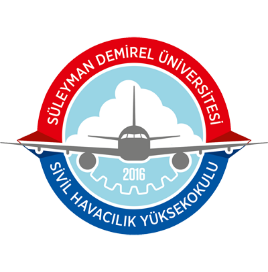 SÜLEYMAN DEMİREL ÜNİVERSİTESİ
2016
SİVİL HAVACILIK YÜKSEKOKULU